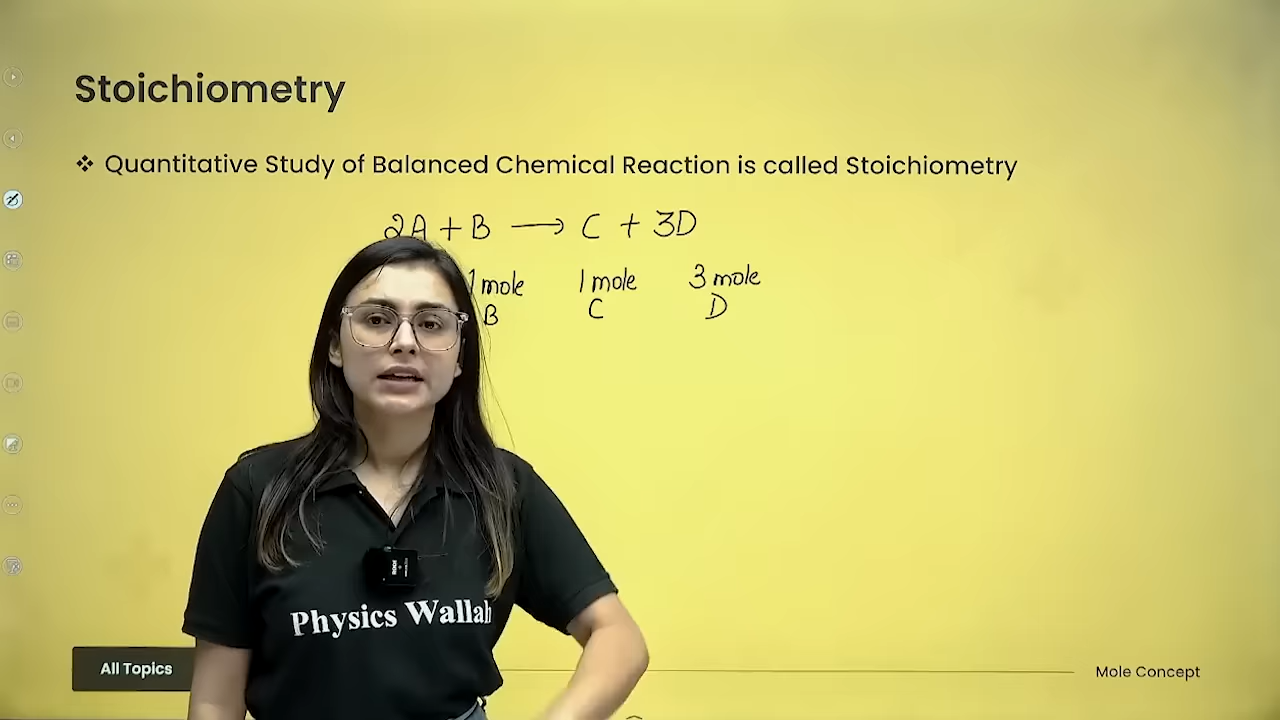 Stoichiometry
❖ Quantitative Study of Balanced Chemical Reaction is called Stoichiometry
2A + B ⟶ C + 3D
1 mole 1 mole 3 mole
B C D
Physics Wallah
All Topics
Mole Concept